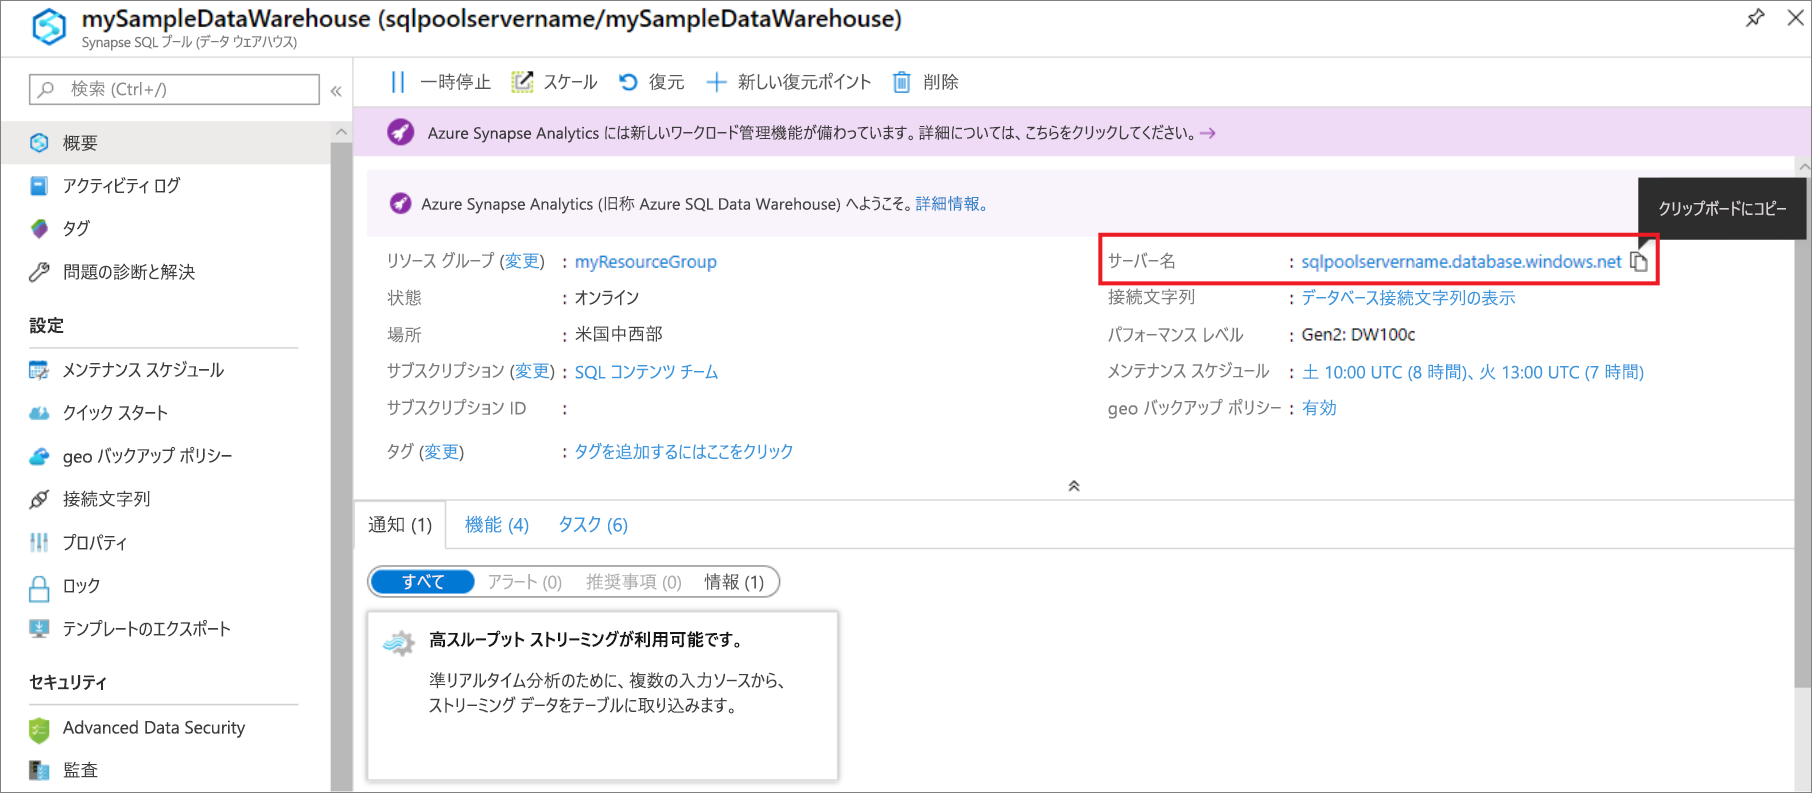 mySampleDataWarehouse (sqlpoolservername/mySampleDataWarehouse)
Synapse SQL プール (データ ウェアハウス)
検索 (Ctrl+/)
«
概要
アクティビティ ログ
タグ
問題の診断と解決
設定
メンテナンス スケジュール
クイック スタート
geo バックアップ ポリシー
接続文字列
プロパティ
ロック
テンプレートのエクスポート
セキュリティ
Advanced Data Security
監査
一時停止
スケール
復元
新しい復元ポイント
削除
Azure Synapse Analytics には新しいワークロード管理機能が備わっています。詳細については、こちらをクリックしてください。→
Azure Synapse Analytics (旧称 Azure SQL Data Warehouse) へようこそ。詳細情報。
クリップボードにコピー
リソース グループ (変更) : myResourceGroup
状態 : オンライン
場所 : 米国中西部
サブスクリプション (変更) : SQL コンテンツ チーム
サブスクリプション ID :
タグ (変更) : タグを追加するにはここをクリック
サーバー名 : sqlpoolservername.database.windows.net
接続文字列 : データベース接続文字列の表示
パフォーマンス レベル : Gen2: DW100c
メンテナンス スケジュール : 土 10:00 UTC (8 時間)、火 13:00 UTC (7 時間)
geo バックアップ ポリシー : 有効
通知 (1)
機能 (4)
タスク (6)
すべて
アラート (0)
推奨事項 (0)
情報 (1)
高スループット ストリーミングが利用可能です。
準リアルタイム分析のために、複数の入力ソースから、
ストリーミング データをテーブルに取り込みます。